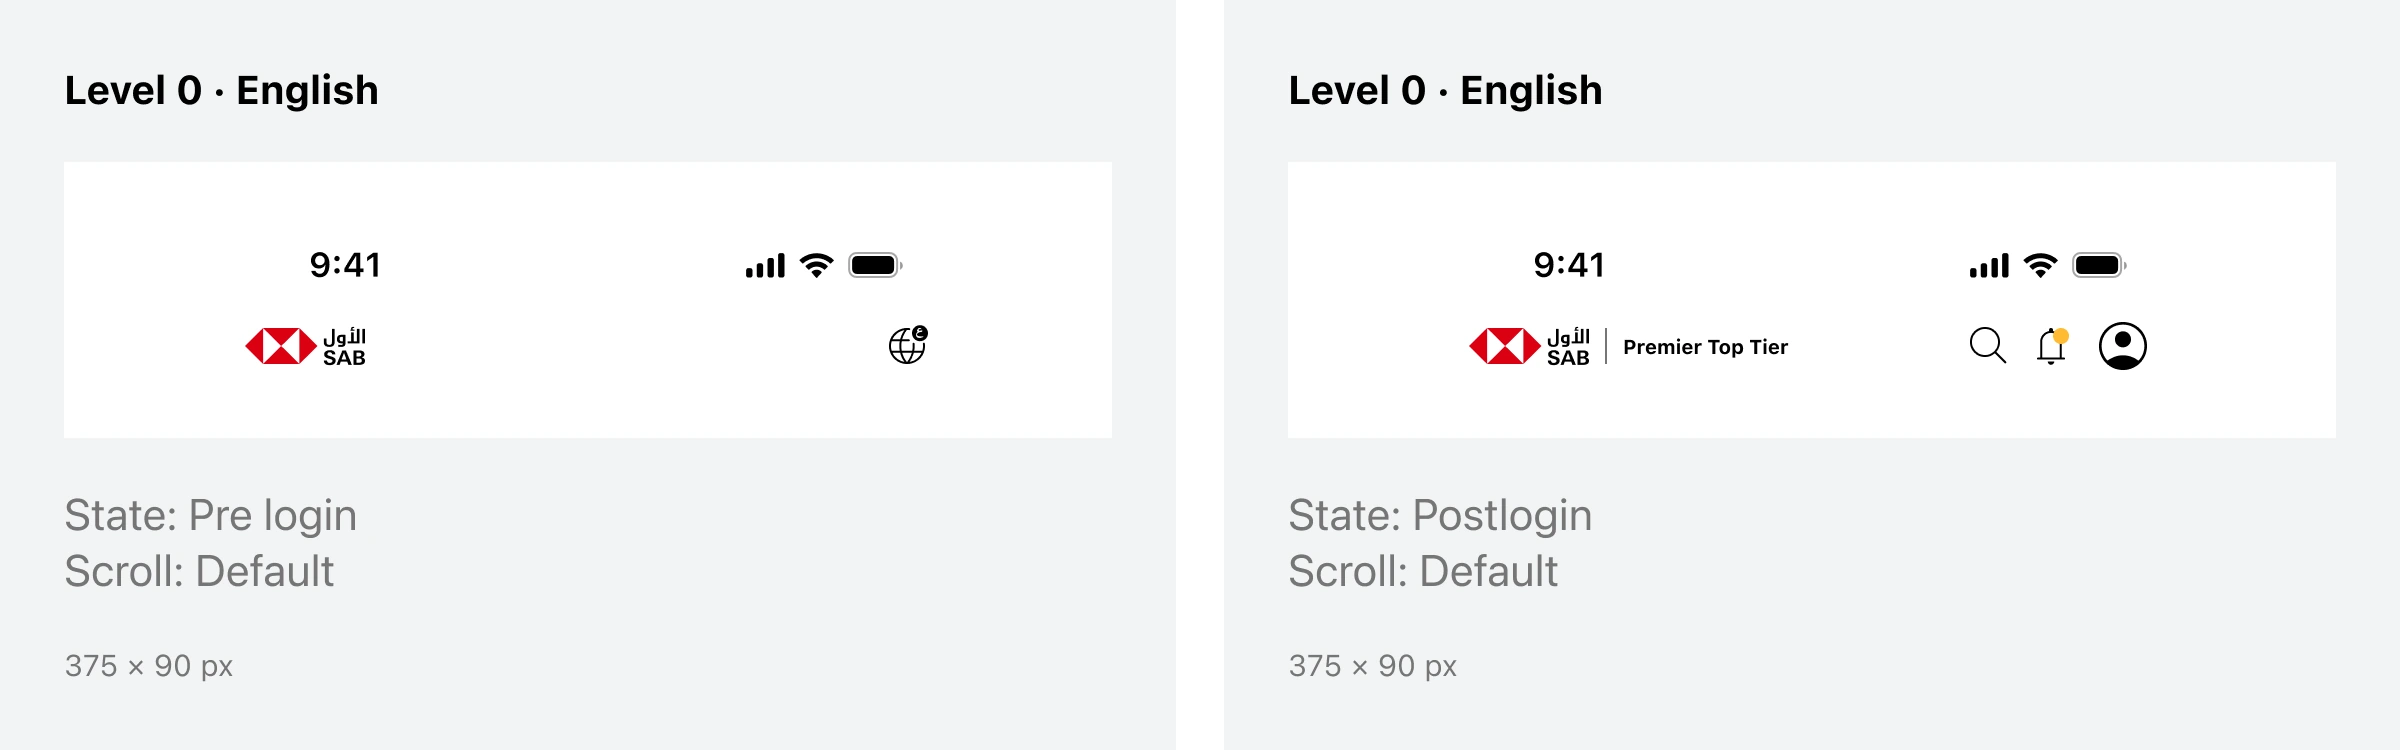 Level 0 · English
9:41
الأول
SAB
ع
State: Pre login
Scroll: Default
375 × 90 px
Level 0 · English
9:41
الأول
SAB
Premier Top Tier
State: Postlogin
Scroll: Default
375 × 90 px